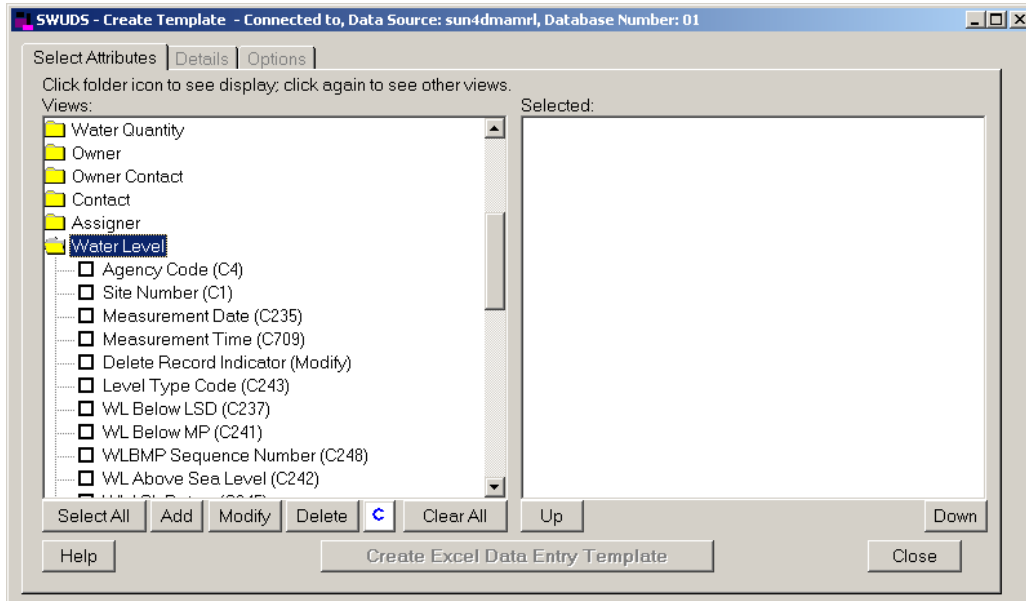 SWUDS - Create Template - Connected to, Data Source: sun4dmamrl, Database Number: 01
Select Attributes Details Options
Click folder icon to see display; click again to see other views.
Views: Selected:
Water Quantity
Owner
Owner Contact
Contact
Assigner
Water Level
Agency Code (C4)
Site Number (C1)
Measurement Date (C235)
Measurement Time (C709)
Delete Record Indicator (Modify)
Level Type Code (C243)
WL Below LSD (C237)
WL Below MP (C241)
WLBMP Sequence Number (C248)
WL Above Sea Level (C242)
Select All Add Modify Delete C Clear All Up Down
Help Create Excel Data Entry Template Close